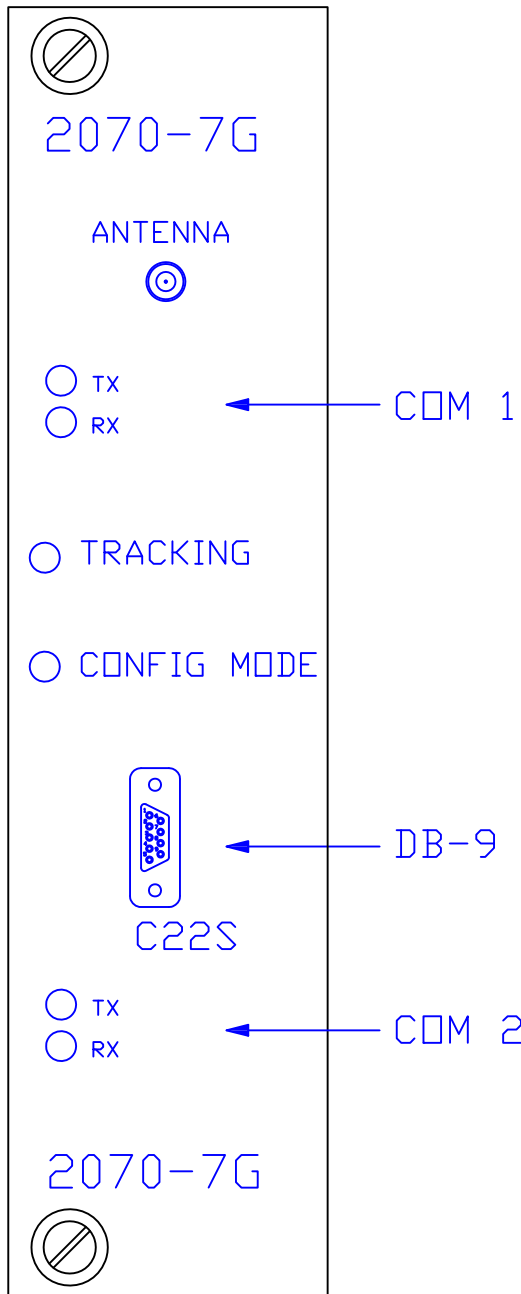 2070-7G
ANTENNA
TX
COM 1
RX
TRACKING
CONFIG MODE
DB-9
C22S
TX
COM 2
RX
2070-7G